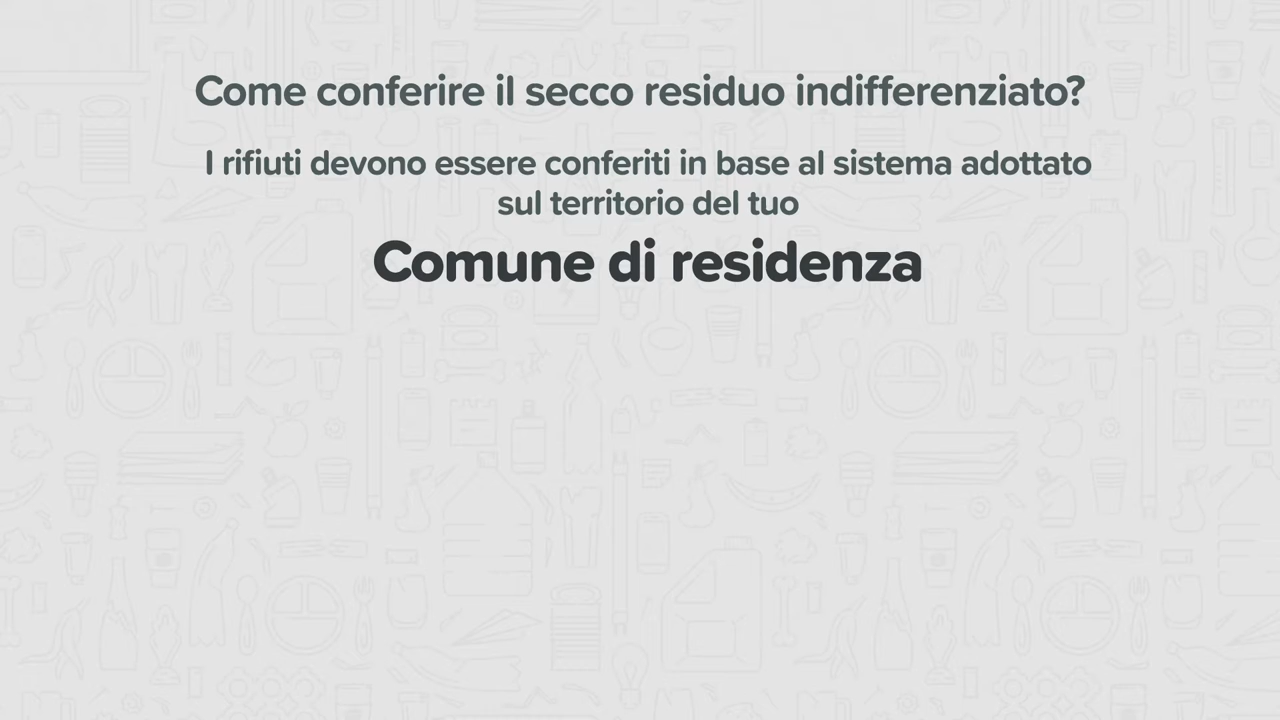 Come conferire il secco residuo indifferenziato?
I rifiuti devono essere conferiti in base al sistema adottato
sul territorio del tuo
Comune di residenza